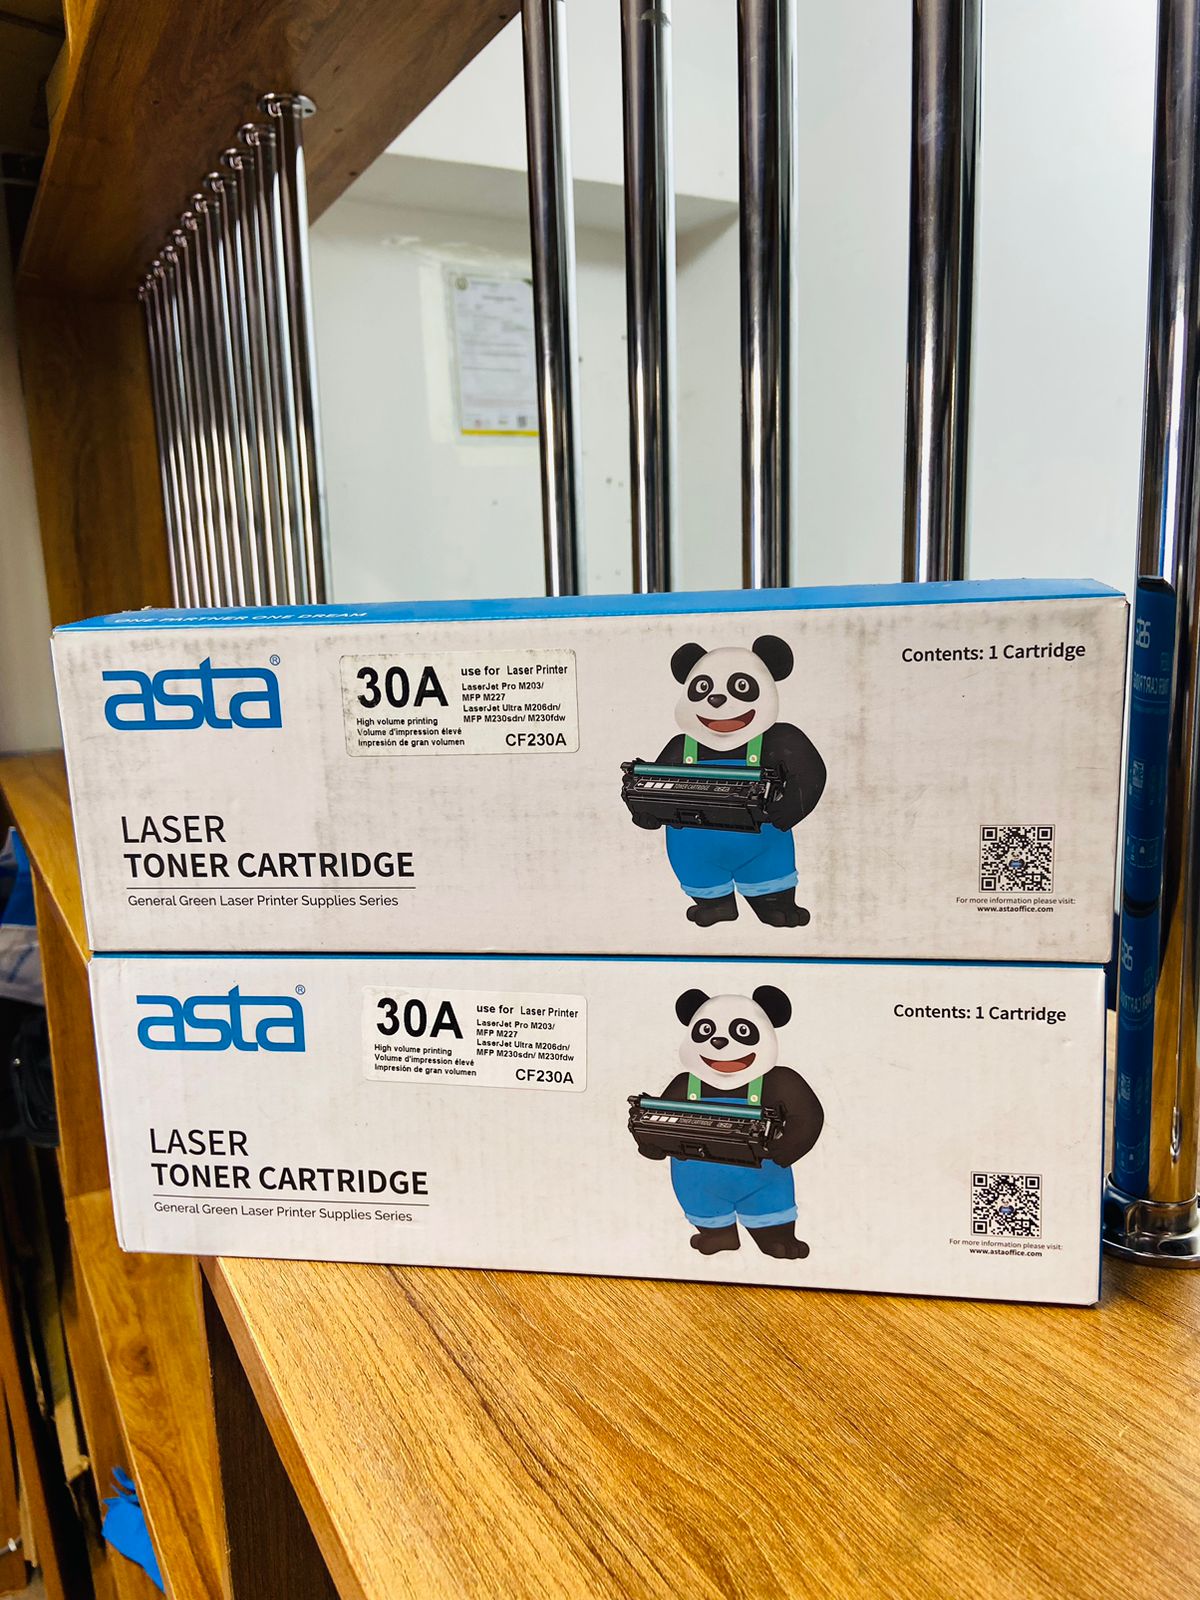 ONE PARTNER ONE DREAM
asta®
30A
use for Laser Printer
LaserJet Pro M203/
MFP M227
LaserJet Ultra M206dn/
MFP M230sdn/ M230fdw
High volume printing
Volume d'impression élevé
Impresión de gran volumen
CF230A
Contents: 1 Cartridge
TONER CARTRIDGE
LASER
TONER CARTRIDGE
General Green Laser Printer Supplies Series
For more information please visit:
www.astaoffice.com
asta®
30A
use for Laser Printer
LaserJet Pro M203/
MFP M227
LaserJet Ultra M206dn/
MFP M230sdn/ M230fdw
High volume printing
Volume d'impression élevé
Impresión de gran volumen
CF230A
Contents: 1 Cartridge
TONER CARTRIDGE
LASER
TONER CARTRIDGE
General Green Laser Printer Supplies Series
For more information please visit:
www.astaoffice.com